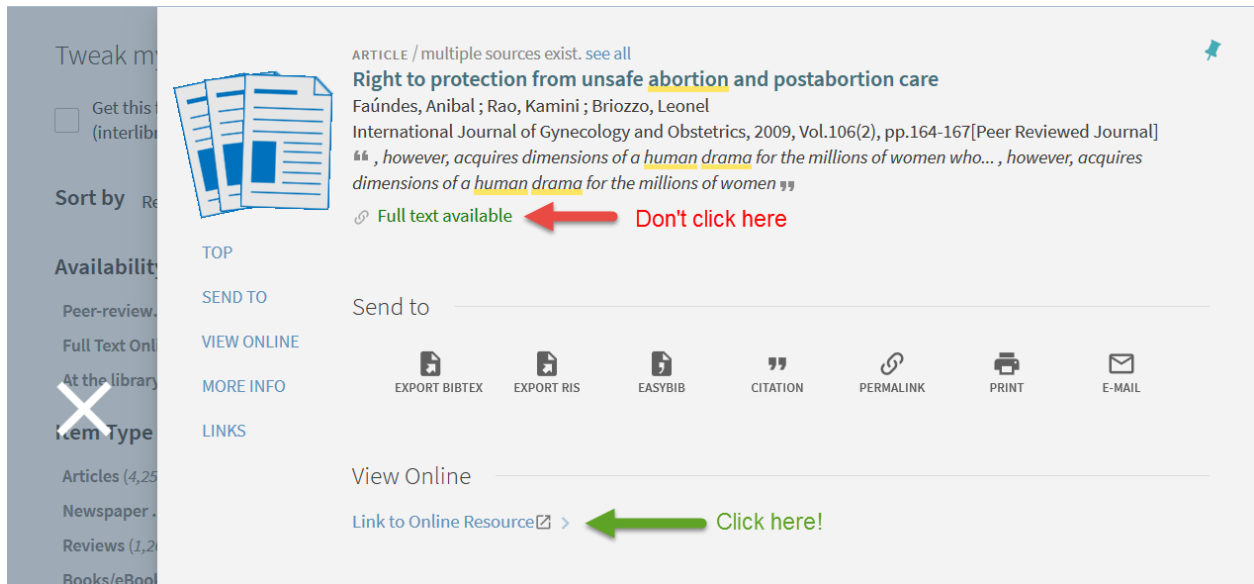 Tweak my
Get this
(interlibr
Sort by Re
Availability
Peer-review.
Full Text Onl
At the library
Item Type
Articles (4,25
Newspaper .
Reviews (1,2
Books/eBook
TOP
SEND TO
VIEW ONLINE
MORE INFO
LINKS
ARTICLE / multiple sources exist. see all
Right to protection from unsafe abortion and postabortion care
Faúndes, Anibal ; Rao, Kamini ; Briozzo, Leonel
International Journal of Gynecology and Obstetrics, 2009, Vol.106(2), pp.164-167[Peer Reviewed Journal]
❝ , however, acquires dimensions of a human drama for the millions of women who... , however, acquires
dimensions of a human drama for the millions of women ❞
Full text available Don't click here
Send to
EXPORT BIBTEX EXPORT RIS EASYBIB CITATION PERMALINK PRINT E-MAIL
View Online
Link to Online Resource > Click here!